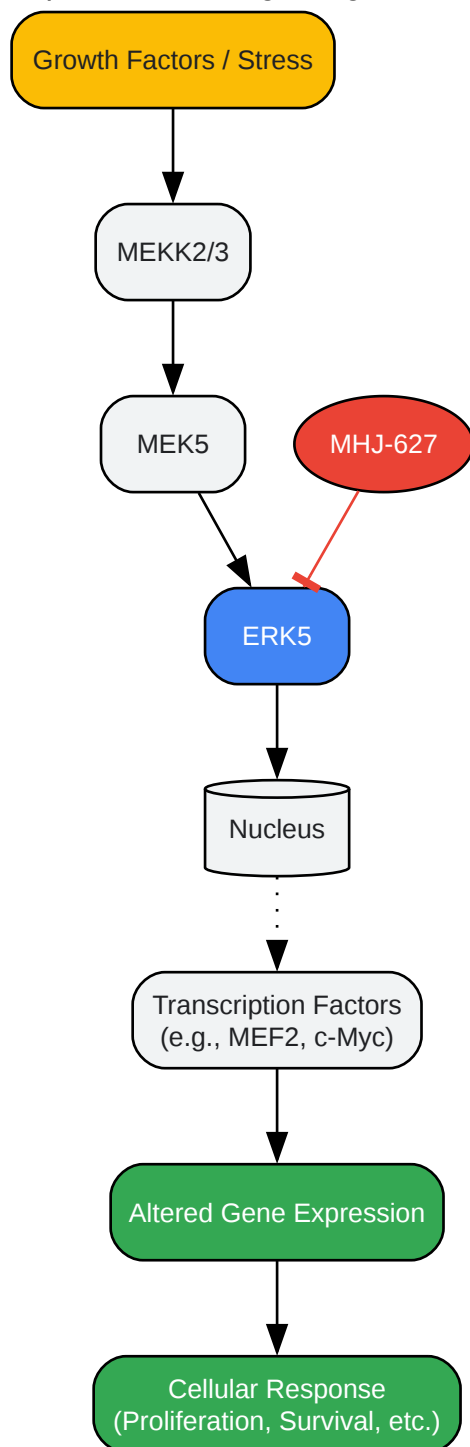 Growth Factors / Stress
MEKK2/3
MEK5
MHJ-627
ERK5
Nucleus
Transcription Factors
(e.g., MEF2, c-Myc)
Altered Gene Expression
Cellular Response
(Proliferation, Survival, etc.)